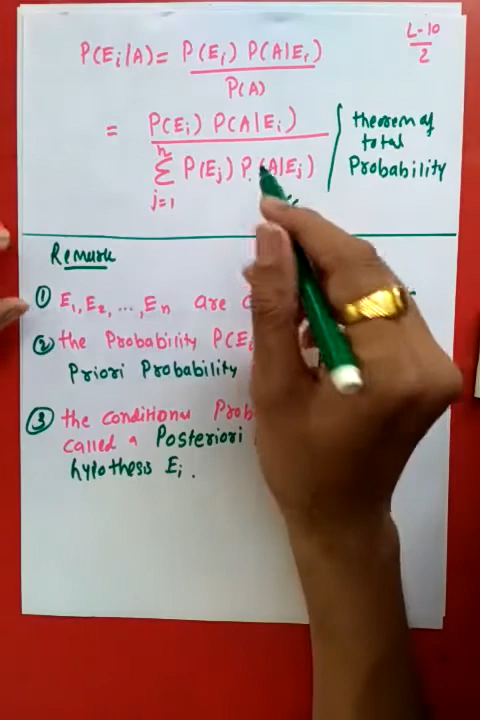 L-10
2
P(Ei|A) = P(Ei) P(A|Ei)
P(A)
= P(Ei) P(A|Ei)
n
Σ P(Ej) P(A|Ej)
j=1
theorem of
total
Probability
Remark
① E1, E2, ..., En are
② the Probability P(E
Priori Probability
③ the conditional Prob
called a Posteriori
hypothesis Ei.